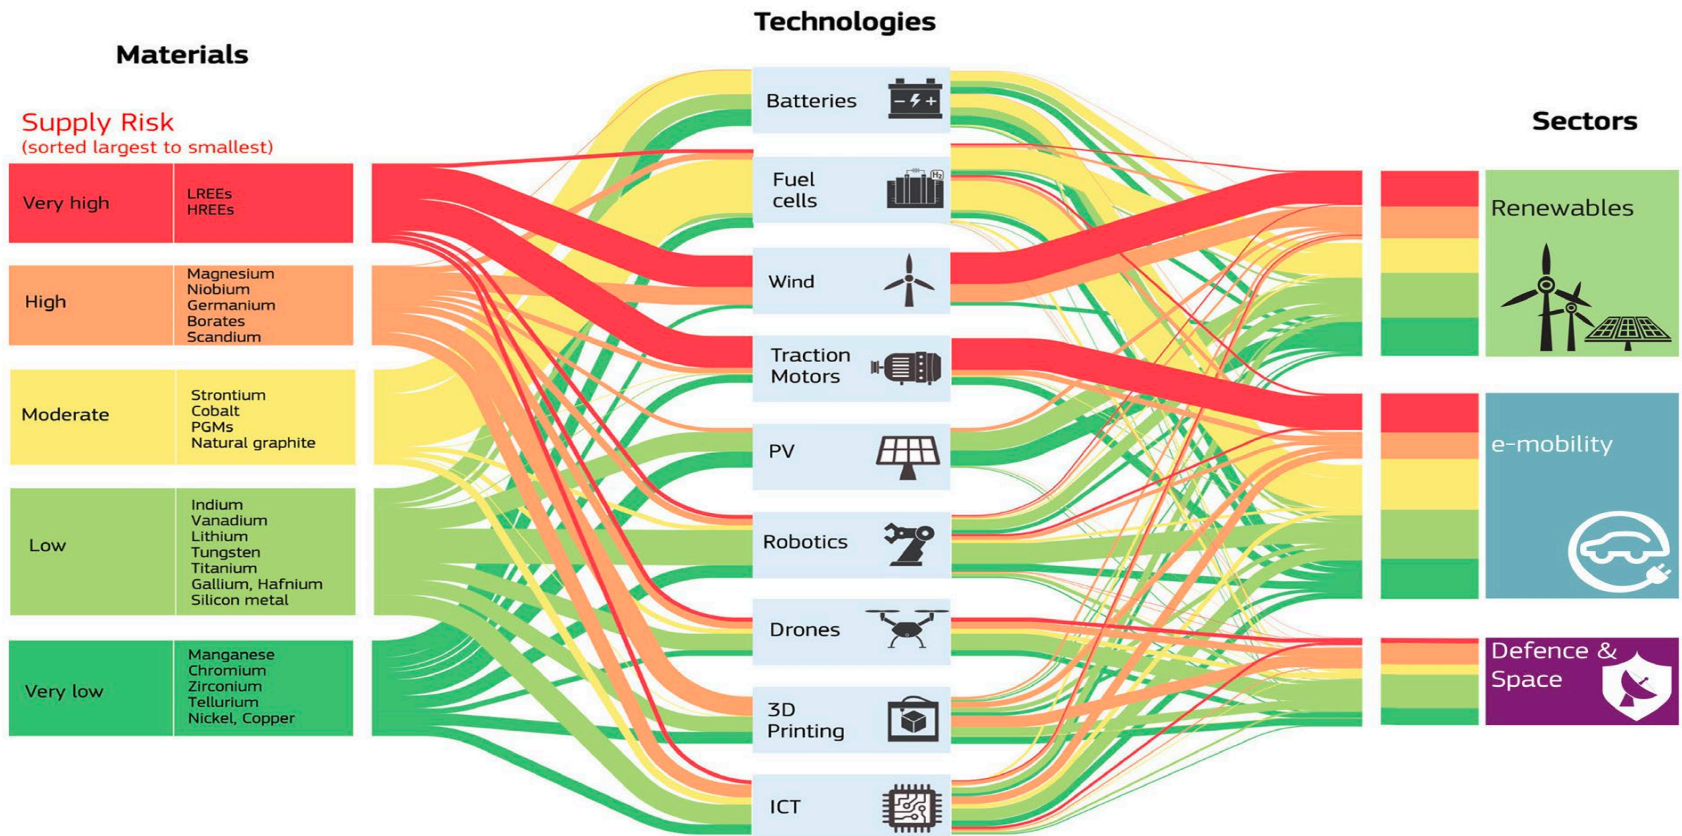 Materials
Technologies
Sectors
Supply Risk
(sorted largest to smallest)
Very high
LREEs
HREEs
High
Magnesium
Niobium
Germanium
Borates
Scandium
Moderate
Strontium
Cobalt
PGMs
Natural graphite
Low
Indium
Vanadium
Lithium
Tungsten
Titanium
Gallium, Hafnium
Silicon metal
Very low
Manganese
Chromium
Zirconium
Tellurium
Nickel, Copper
Batteries
Fuel
cells
H2
Wind
Traction
Motors
PV
Robotics
Drones
3D
Printing
ICT
Renewables
e-mobility
Defence &
Space